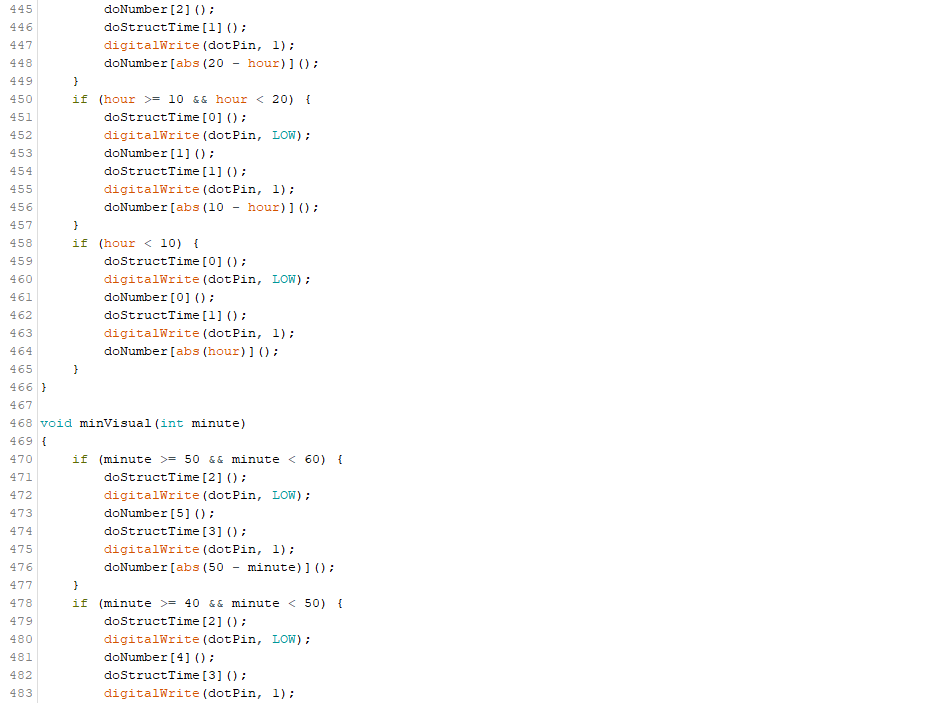 445         doNumber[2]();
446         doStructTime[1]();
447         digitalWrite(dotPin, 1);
448         doNumber[abs(20 - hour)]();
449     }
450     if (hour >= 10 && hour < 20) {
451         doStructTime[0]();
452         digitalWrite(dotPin, LOW);
453         doNumber[1]();
454         doStructTime[1]();
455         digitalWrite(dotPin, 1);
456         doNumber[abs(10 - hour)]();
457     }
458     if (hour < 10) {
459         doStructTime[0]();
460         digitalWrite(dotPin, LOW);
461         doNumber[0]();
462         doStructTime[1]();
463         digitalWrite(dotPin, 1);
464         doNumber[abs(hour)]();
465     }
466 }
467
468 void minVisual(int minute)
469 {
470     if (minute >= 50 && minute < 60) {
471         doStructTime[2]();
472         digitalWrite(dotPin, LOW);
473         doNumber[5]();
474         doStructTime[3]();
475         digitalWrite(dotPin, 1);
476         doNumber[abs(50 - minute)]();
477     }
478     if (minute >= 40 && minute < 50) {
479         doStructTime[2]();
480         digitalWrite(dotPin, LOW);
481         doNumber[4]();
482         doStructTime[3]();
483         digitalWrite(dotPin, 1);